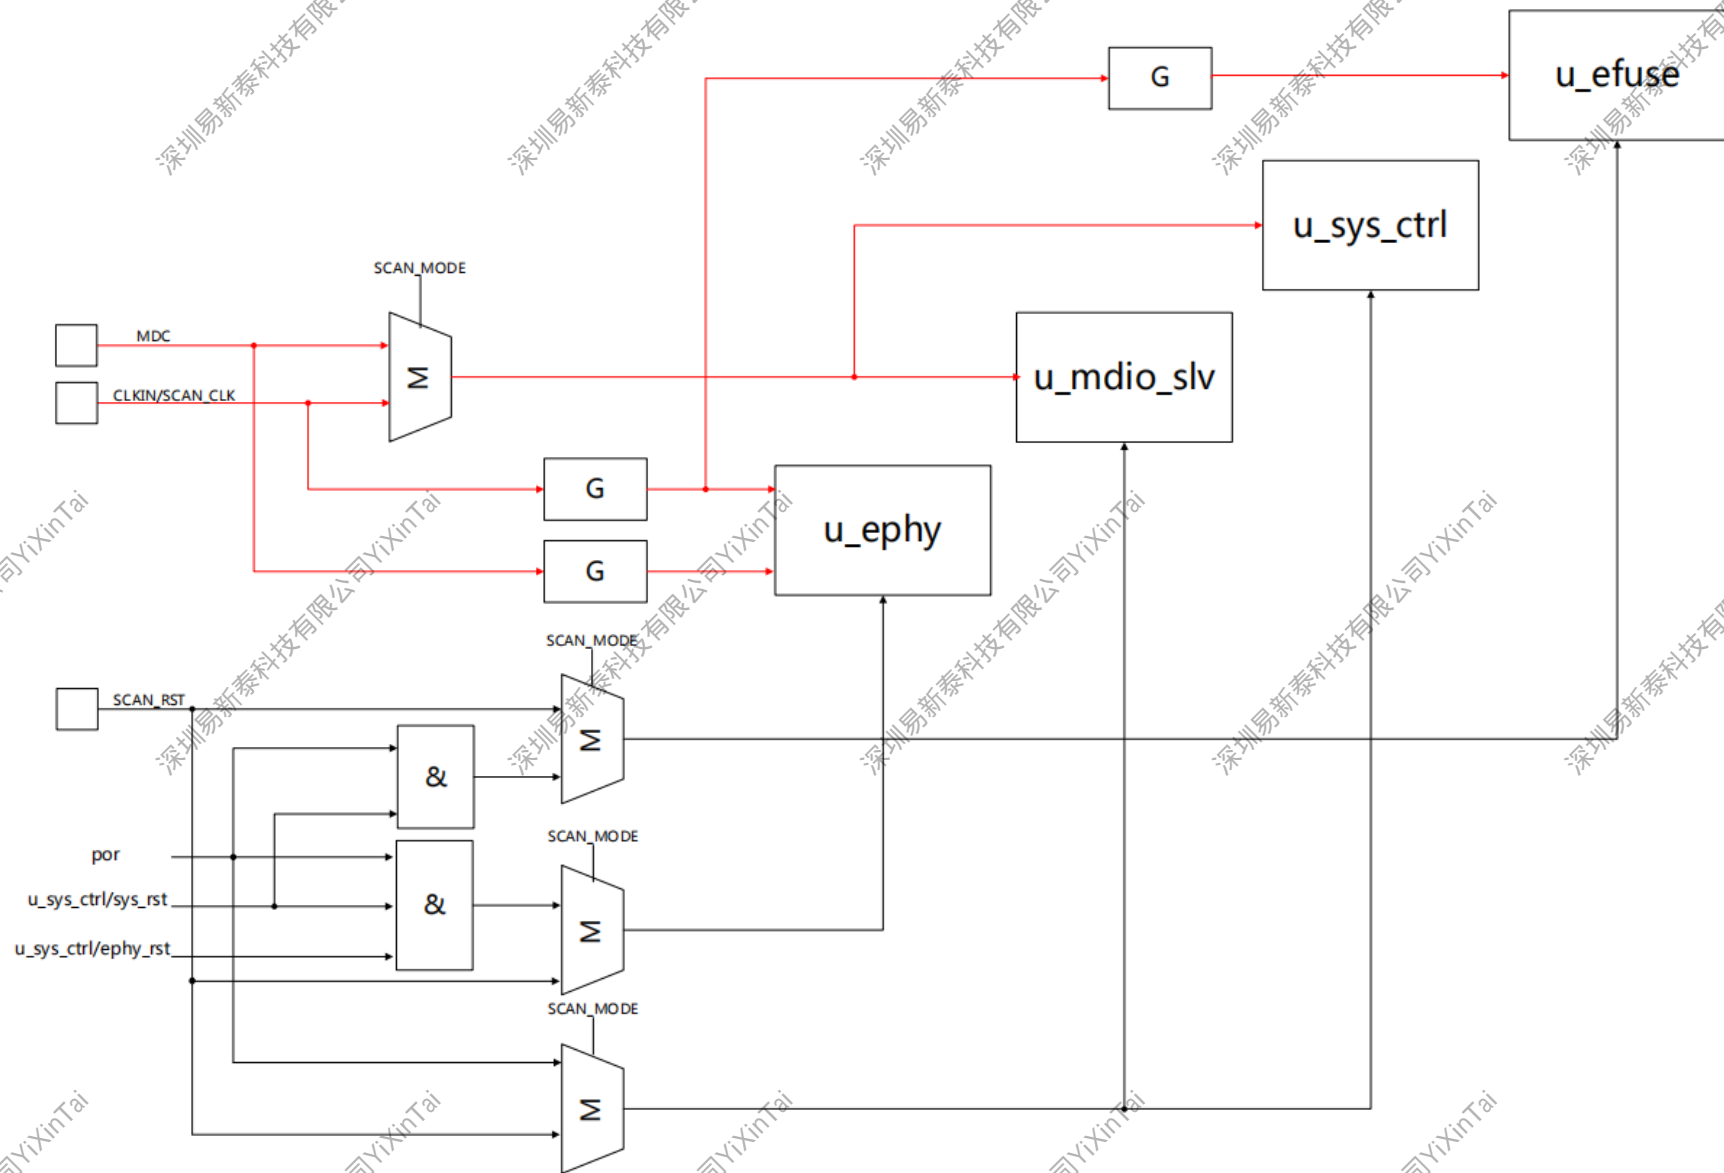 深圳易新泰科技有限公司YiXinTai
G
u_efuse
u_sys_ctrl
SCAN_MODE
MDC
M
u_mdio_slv
CLKIN/SCAN_CLK
G
u_ephy
G
SCAN_MODE
SCAN_RST
M
&
SCAN_MODE
por
u_sys_ctrl/sys_rst
&
M
u_sys_ctrl/ephy_rst
SCAN_MODE
M